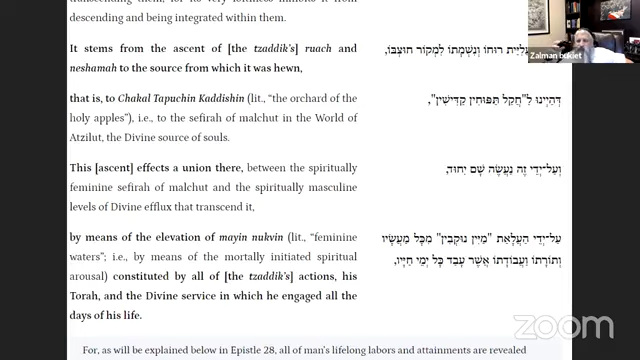 transcending them, for its very loftiness inhibits it from
descending and being integrated within them.
It stems from the ascent of [the tzaddik's] ruach and
neshamah to the source from which it was hewn,
עֲלִיַּית רוּחוֹ וְנִשְׁמָתוֹ לִמְקוֹר חוּצְבוֹ,
that is, to Chakal Tapuchin Kaddishin (lit., “the orchard of the
holy apples”), i.e., to the sefirah of malchut in the World of
Atzilut, the Divine source of souls.
דְּהַיְינוּ לַ"חֲקַל תַּפּוּחִין קַדִּישִׁין",
This [ascent] effects a union there, between the spiritually
feminine sefirah of malchut and the spiritually masculine
levels of Divine efflux that transcend it,
וְעַל־יְדֵי זֶה נַעֲשֶׂה שָׁם יִחוּד,
by means of the elevation of mayin nukvin (lit., “feminine
waters”; i.e., by means of the mortally initiated spiritual
arousal) constituted by all of [the tzaddik's] actions, his
Torah, and the Divine service in which he engaged all the
days of his life.
עַל־יְדֵי הַעֲלָאַת "מַיִּין נוּקְבִין" מִכָּל מַעֲשָׂיו
וְתוֹרָתוֹ וַעֲבוֹדָתוֹ אֲשֶׁר עָבַד כָּל יְמֵי חַיָּיו,
For, as will be explained below in Epistle 28, all of man's lifelong labors and attainments are revealed
Zalman bukiet
zoom